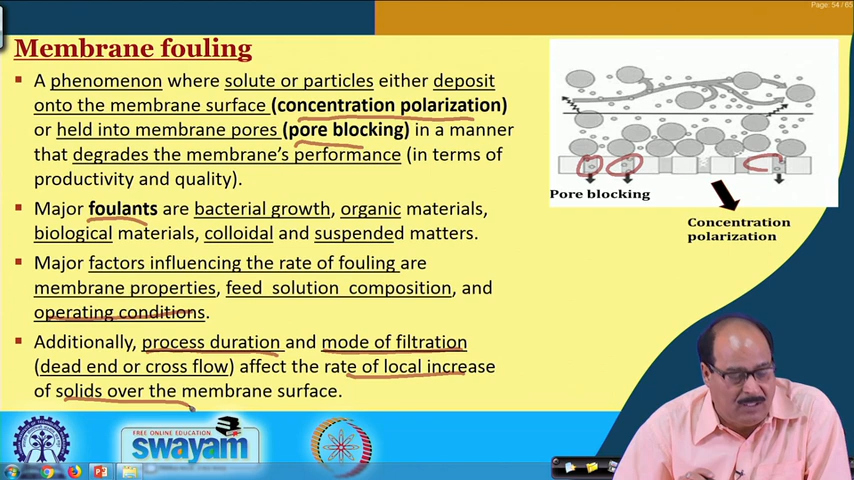 Page: 54 / 65
Membrane fouling
▪ A phenomenon where solute or particles either deposit
onto the membrane surface (concentration polarization)
or held into membrane pores (pore blocking) in a manner
that degrades the membrane's performance (in terms of
productivity and quality).
▪ Major foulants are bacterial growth, organic materials,
biological materials, colloidal and suspended matters.
▪ Major factors influencing the rate of fouling are
membrane properties, feed solution composition, and
operating conditions.
▪ Additionally, process duration and mode of filtration
(dead end or cross flow) affect the rate of local increase
of solids over the membrane surface.
Pore blocking
Concentration
polarization
FREE ONLINE EDUCATION
swayam